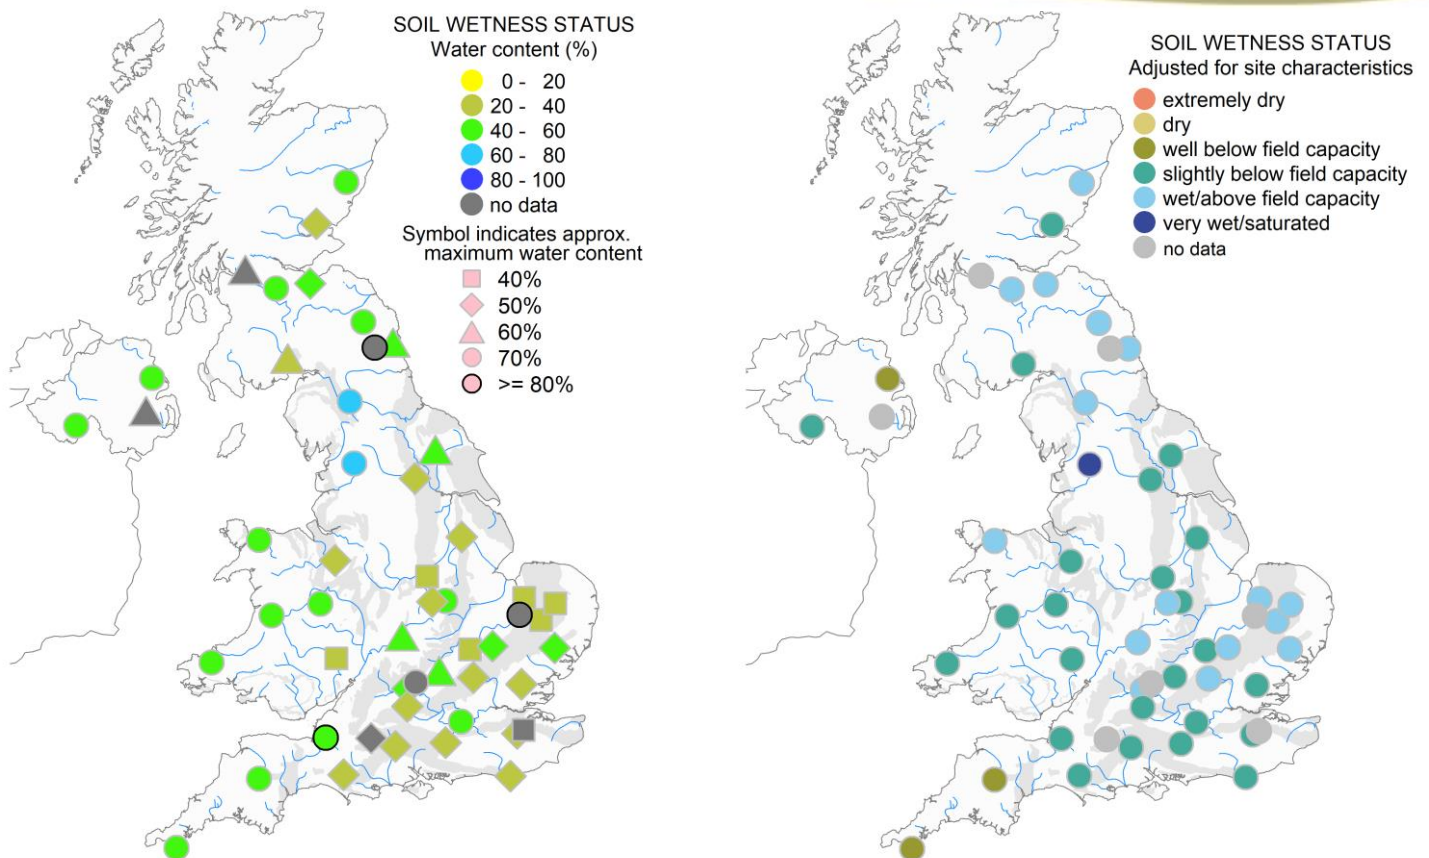 SOIL WETNESS STATUS
Water content (%)
0 - 20
20 - 40
40 - 60
60 - 80
80 - 100
no data
Symbol indicates approx.
maximum water content
40%
50%
60%
70%
>= 80%
SOIL WETNESS STATUS
Adjusted for site characteristics
extremely dry
dry
well below field capacity
slightly below field capacity
wet/above field capacity
very wet/saturated
no data